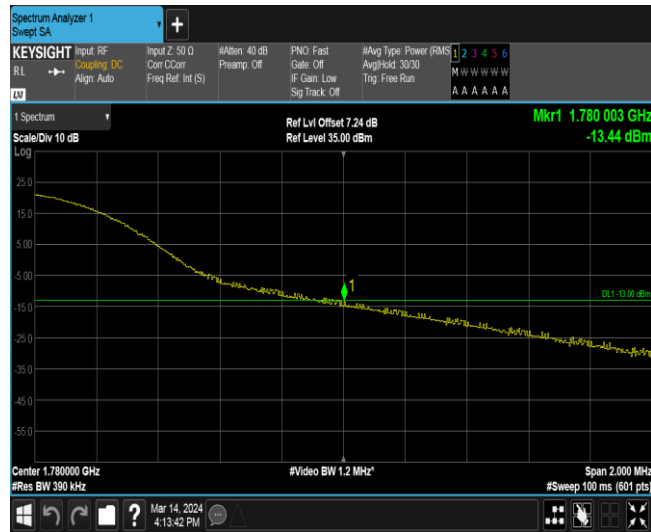 Spectrum Analyzer 1
Swept SA
KEYSIGHT
RL
LXI
Input: RF
Coupling: DC
Align: Auto
Input Z: 50 Ω
Corr CCorr
Freq Ref: Int (S)
#Atten: 40 dB
Preamp: Off
PNO: Fast
Gate: Off
IF Gain: Low
Sig Track: Off
#Avg Type: Power (RMS
Avg|Hold: 30/30
Trig: Free Run
1 2 3 4 5 6
M W W W W W
A A A A A A
1 Spectrum
Scale/Div 10 dB
Log
Ref Lvl Offset 7.24 dB
Ref Level 35.00 dBm
Mkr1 1.780 003 GHz
-13.44 dBm
25.0
15.0
5.00
-5.00
1
DL1 -13.00 dBm
-15.0
-25.0
-35.0
-45.0
-55.0
Center 1.780000 GHz
#Res BW 390 kHz
#Video BW 1.2 MHz*
Span 2.000 MHz
#Sweep 100 ms (601 pts)
?
Mar 14, 2024
4:13:42 PM